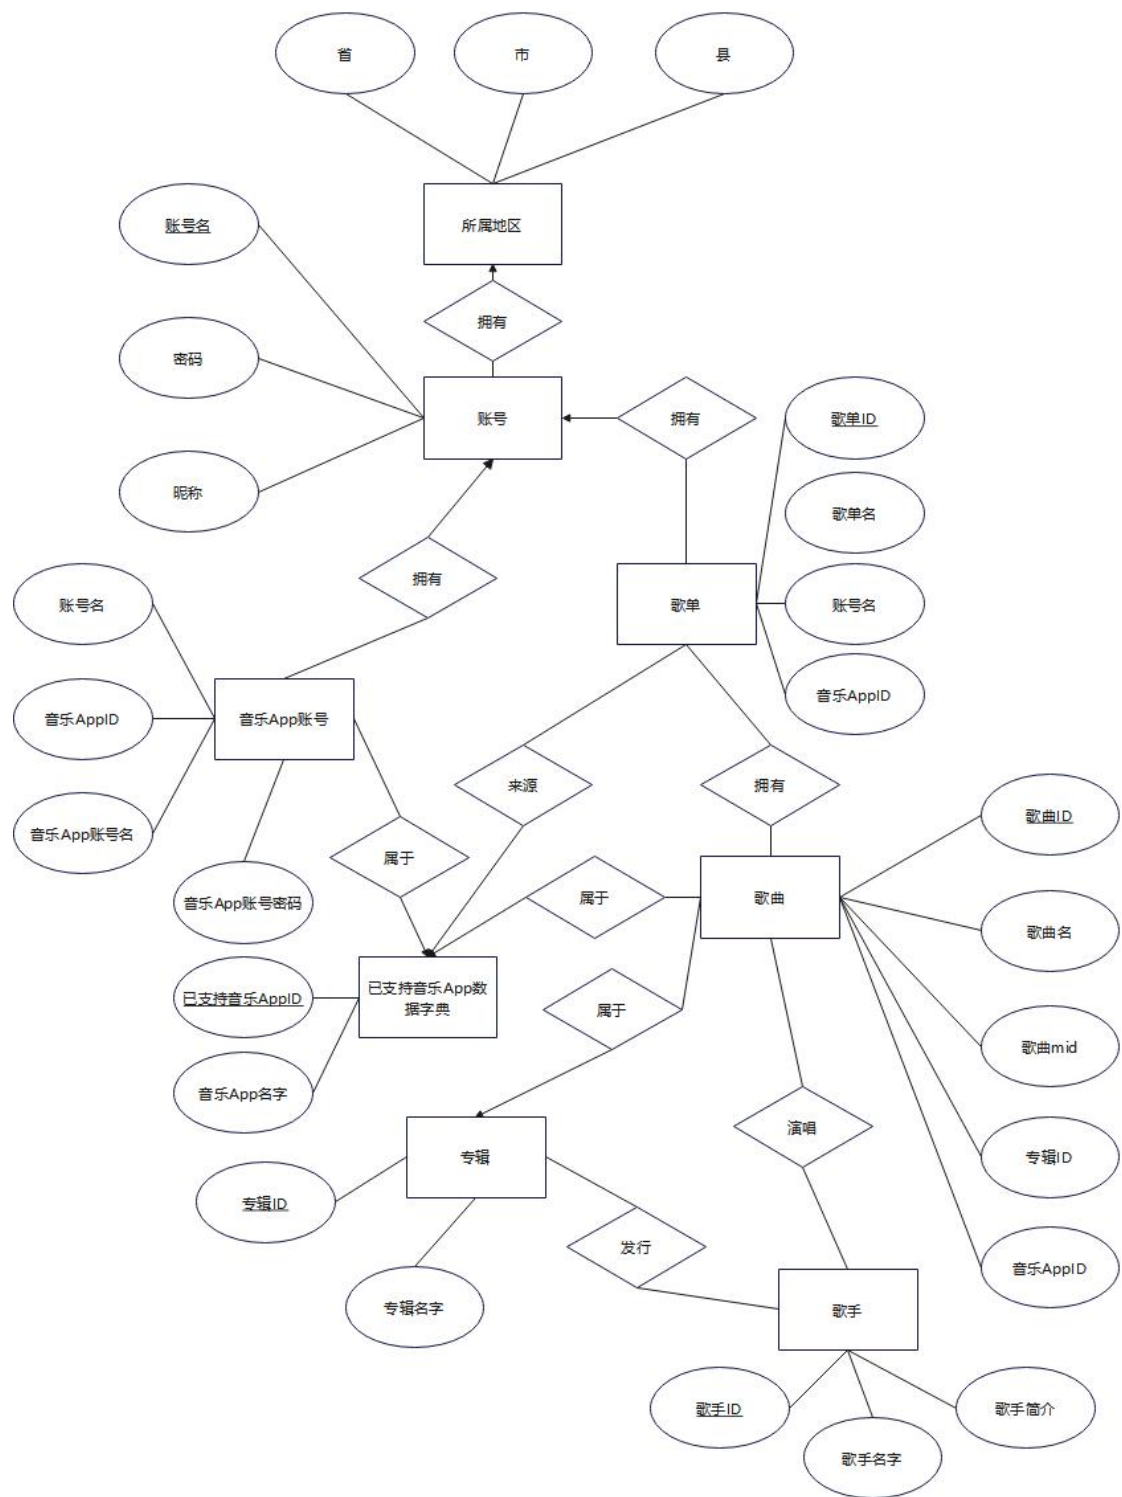 省
市
县
所属地区
账号名
拥有
密码
账号
拥有
歌单ID
昵称
歌单名
拥有
账号名
歌单
账号名
音乐AppID
音乐AppID
音乐App账号
来源
拥有
音乐App账号名
歌曲ID
属于
音乐App账号密码
属于
歌曲
歌曲名
已支持音乐AppID
已支持音乐App数
据字典
属于
歌曲mid
音乐App名字
演唱
专辑
专辑ID
专辑ID
发行
音乐AppID
专辑名字
歌手
歌手ID
歌手简介
歌手名字